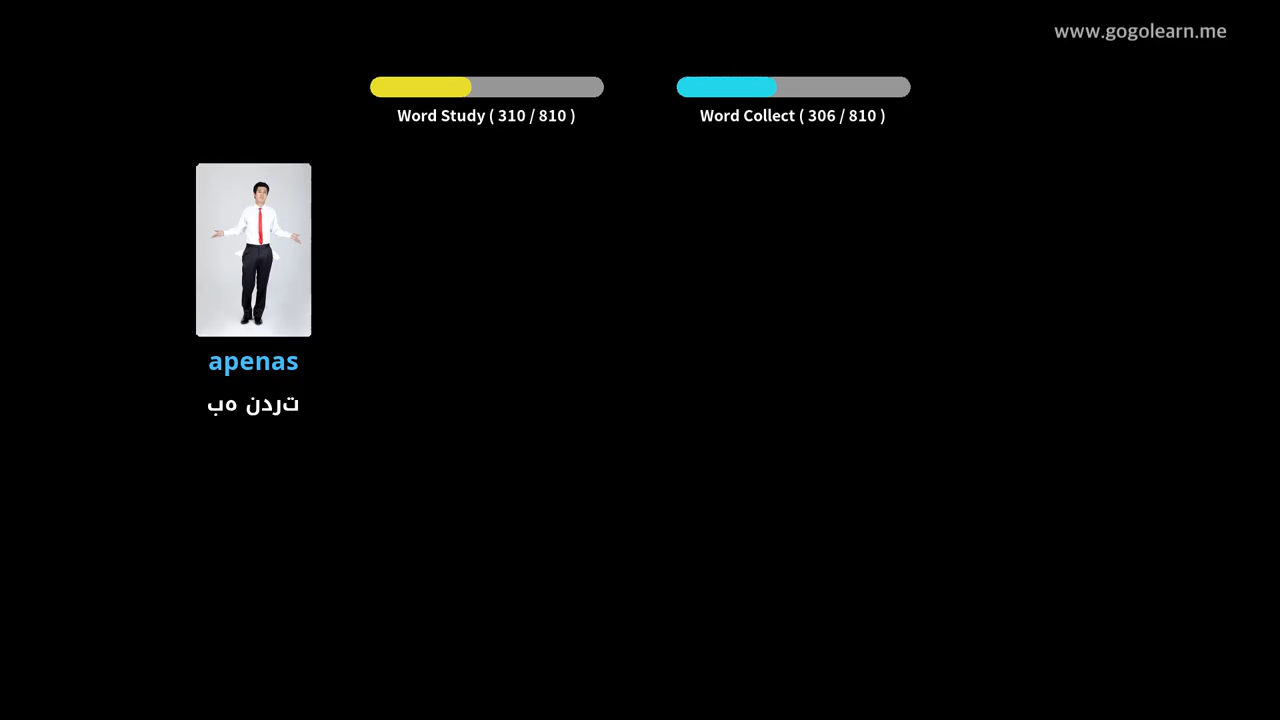 www.gogolearn.me
Word Study ( 310 / 810 )
Word Collect ( 306 / 810 )
apenas
تردن هب